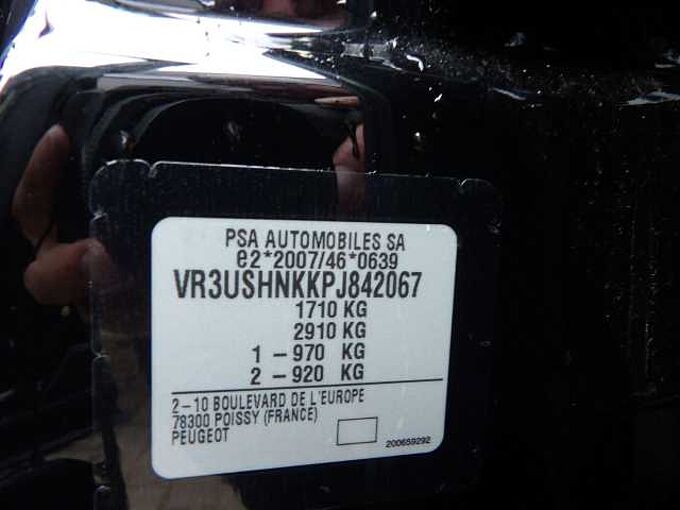 PSA AUTOMOBILES SA
e2*2007/46*0639
VR3USHNKKPJ842067
1710 KG
2910 KG
1 – 970 KG
2 – 920 KG
2–10 BOULEVARD DE L'EUROPE
78300 POISSY (FRANCE)
PEUGEOT
200659292